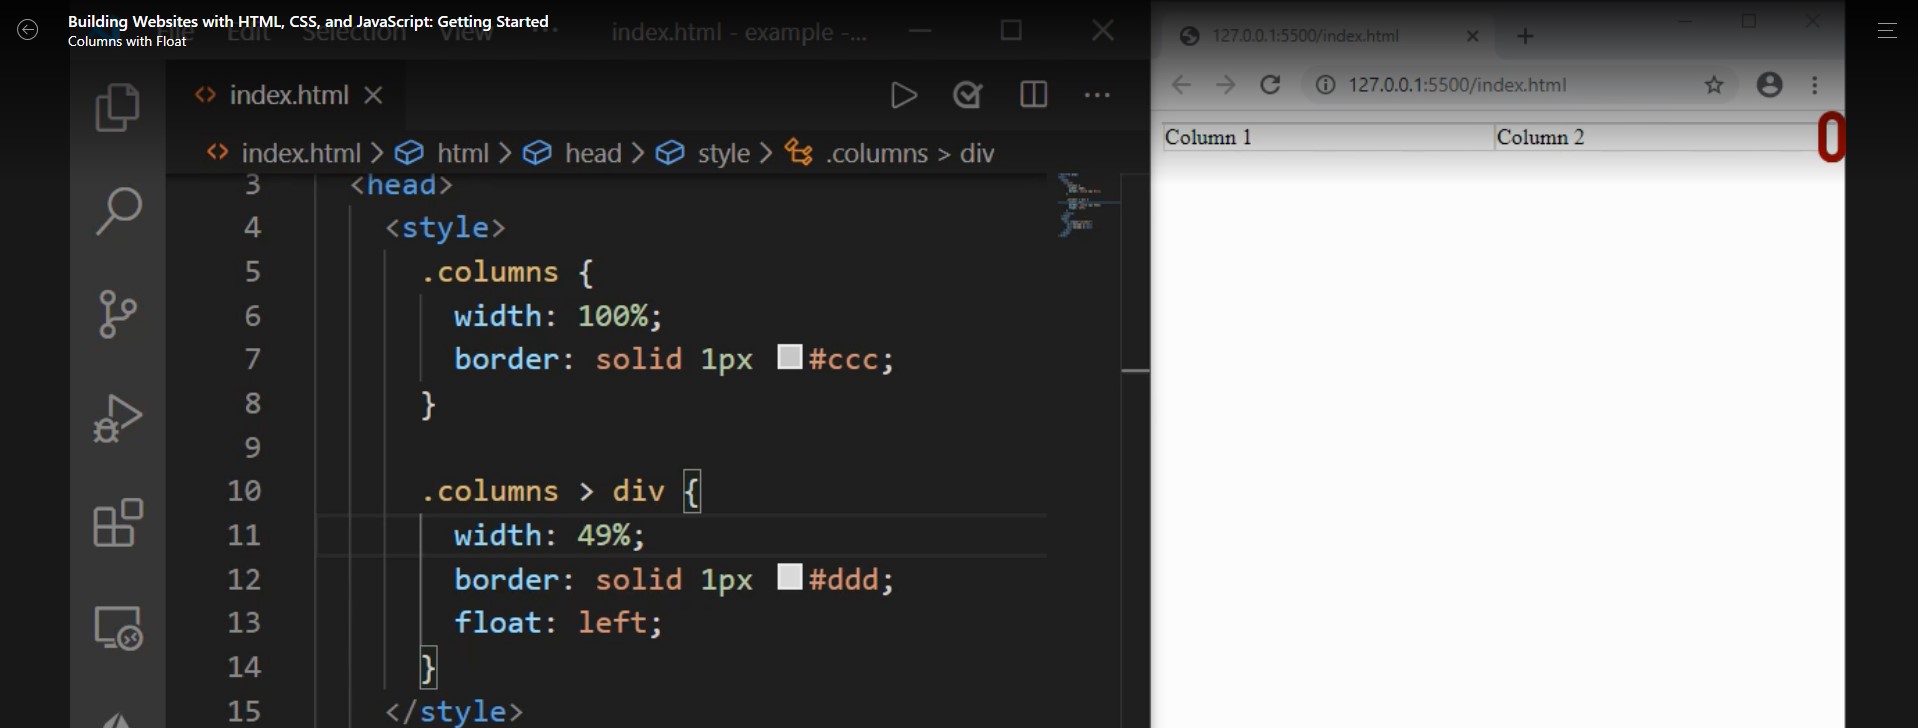 Building Websites with HTML, CSS, and JavaScript: Getting Started
Columns with Float
File Edit Selection View ... index.html - example -...
index.html
index.html > html > head > style > .columns > div
3 <head>
4 <style>
5 .columns {
6 width: 100%;
7 border: solid 1px #ccc;
8 }
9
10 .columns > div {
11 width: 49%;
12 border: solid 1px #ddd;
13 float: left;
14 }
15 </style>
127.0.0.1:5500/index.html
127.0.0.1:5500/index.html
Column 1 Column 2